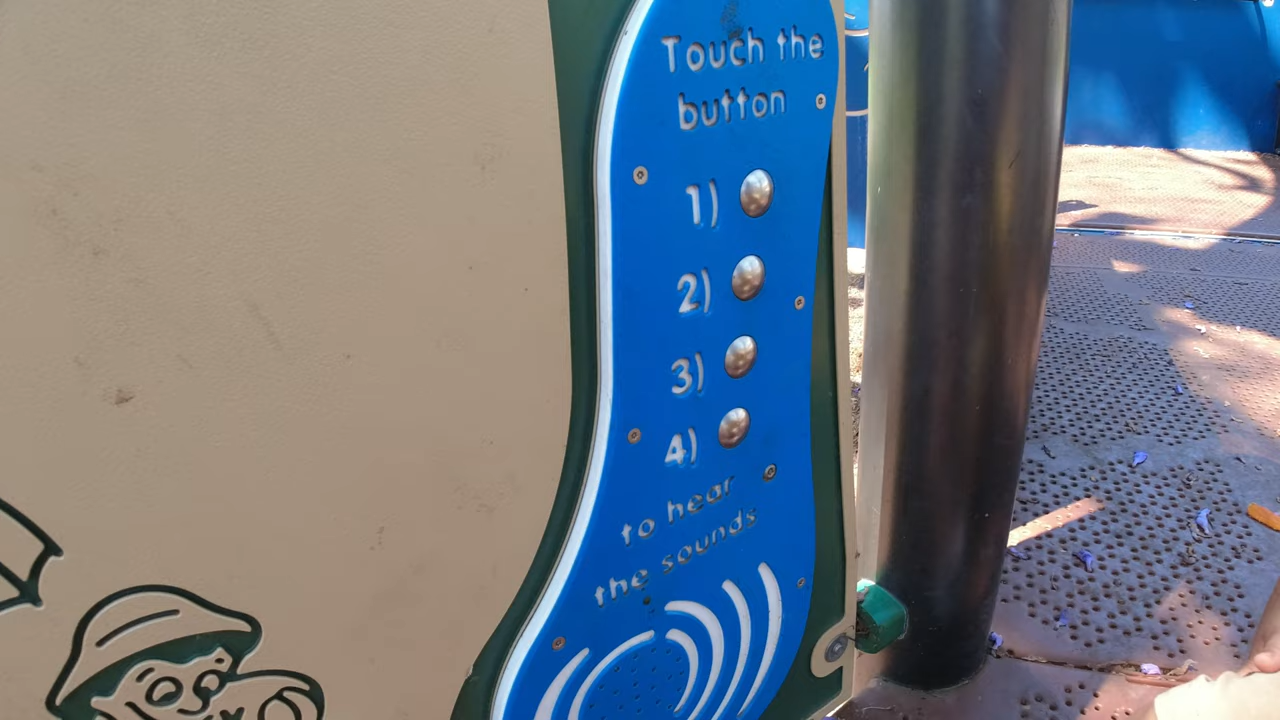 Touch the
button
1)
2)
3)
4)
to hear
the sounds